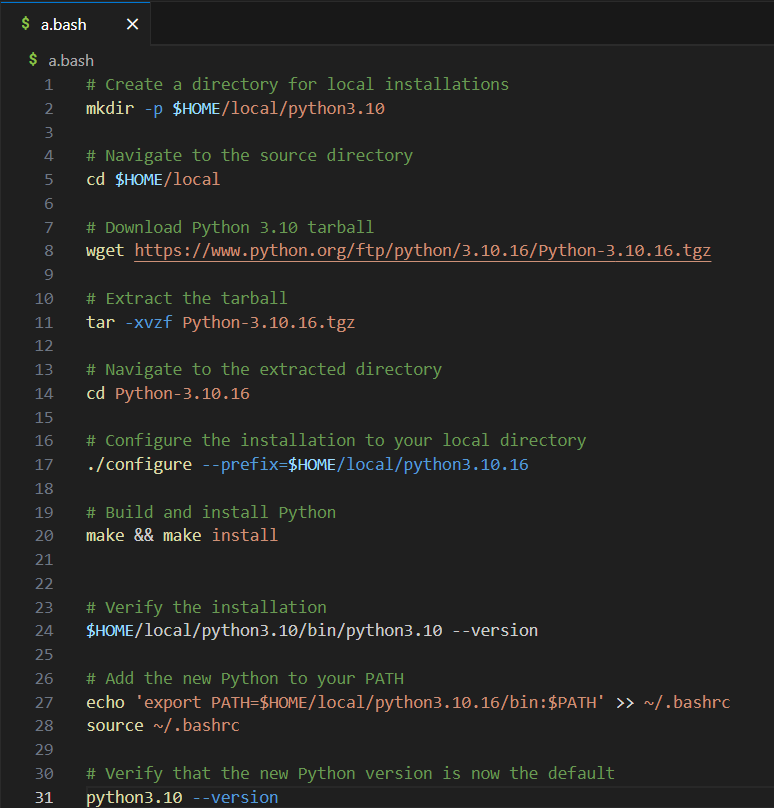 $ a.bash ×
$ a.bash
1 # Create a directory for local installations
2 mkdir -p $HOME/local/python3.10
3
4 # Navigate to the source directory
5 cd $HOME/local
6
7 # Download Python 3.10 tarball
8 wget https://www.python.org/ftp/python/3.10.16/Python-3.10.16.tgz
9
10 # Extract the tarball
11 tar -xvzf Python-3.10.16.tgz
12
13 # Navigate to the extracted directory
14 cd Python-3.10.16
15
16 # Configure the installation to your local directory
17 ./configure --prefix=$HOME/local/python3.10.16
18
19 # Build and install Python
20 make && make install
21
22
23 # Verify the installation
24 $HOME/local/python3.10/bin/python3.10 --version
25
26 # Add the new Python to your PATH
27 echo 'export PATH=$HOME/local/python3.10.16/bin:$PATH' >> ~/.bashrc
28 source ~/.bashrc
29
30 # Verify that the new Python version is now the default
31 python3.10 --version